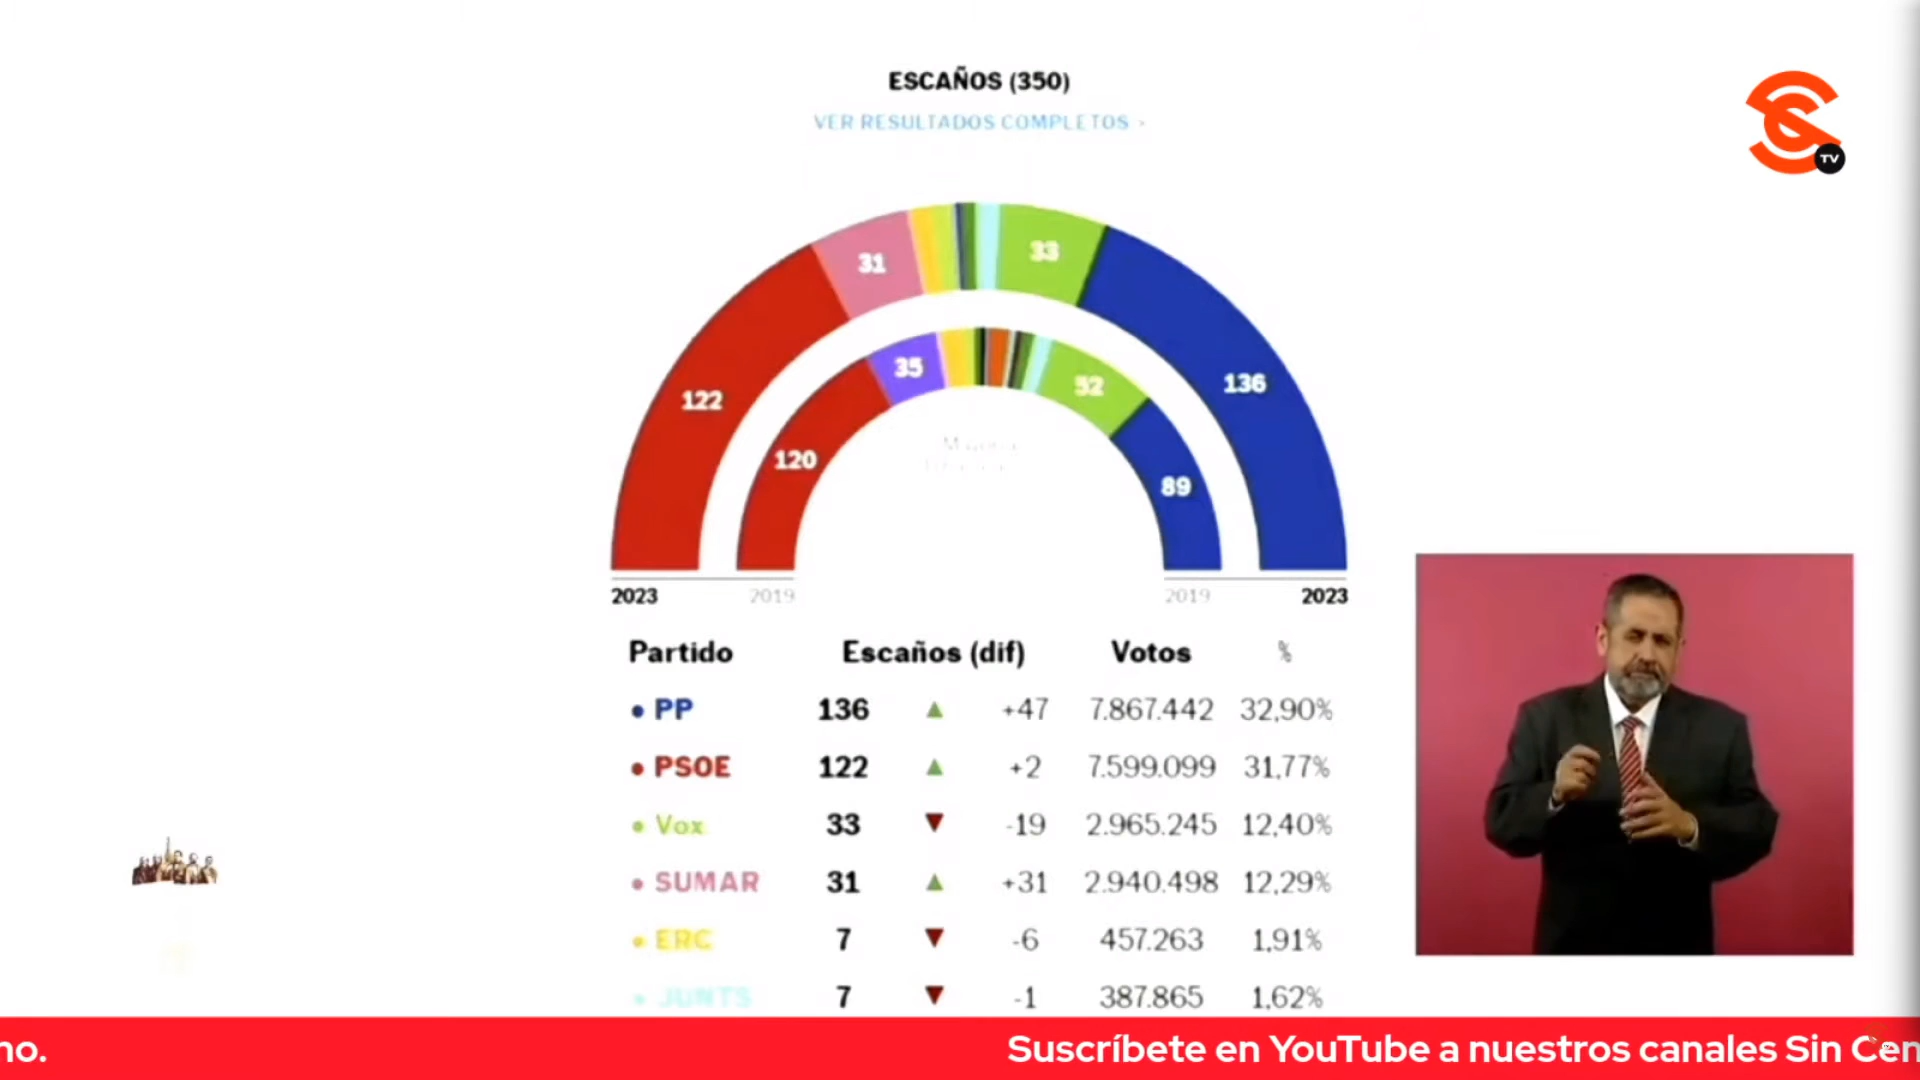 ESCAÑOS (350)
VER RESULTADOS COMPLETOS >
TV
31
33
122
136
35
52
120
89
2023
2019
2019
2023
Partido Escaños (dif) Votos %
PP 136 ▲ +47 7.867.442 32,90%
PSOE 122 ▲ +2 7.599.099 31,77%
Vox 33 ▼ -19 2.965.245 12,40%
SUMAR 31 ▲ +31 2.940.498 12,29%
ERC 7 ▼ -6 457.263 1,91%
JUNTS 7 ▼ -1 387.865 1,62%
no. Suscríbete en YouTube a nuestros canales Sin Cen